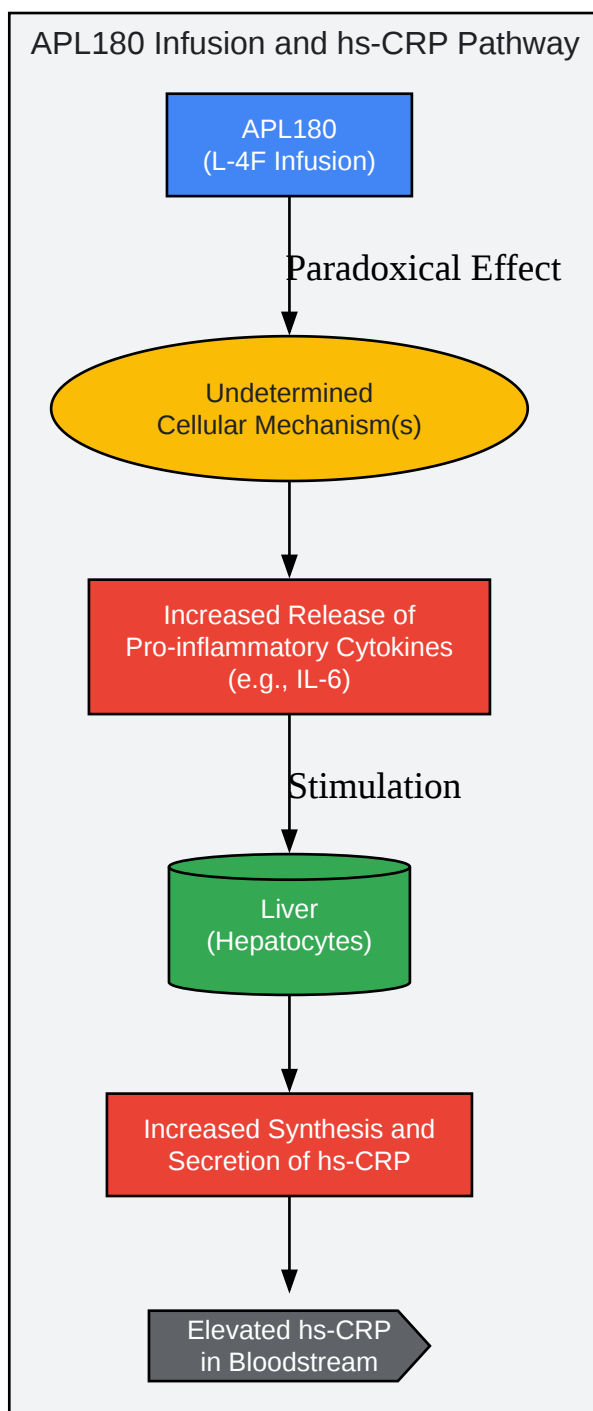 APL180 Infusion and hs-CRP Pathway
APL180
(L-4F Infusion)
Paradoxical Effect
Undetermined
Cellular Mechanism(s)
Increased Release of
Pro-inflammatory Cytokines
(e.g., IL-6)
Stimulation
Liver
(Hepatocytes)
Increased Synthesis and
Secretion of hs-CRP
Elevated hs-CRP
in Bloodstream